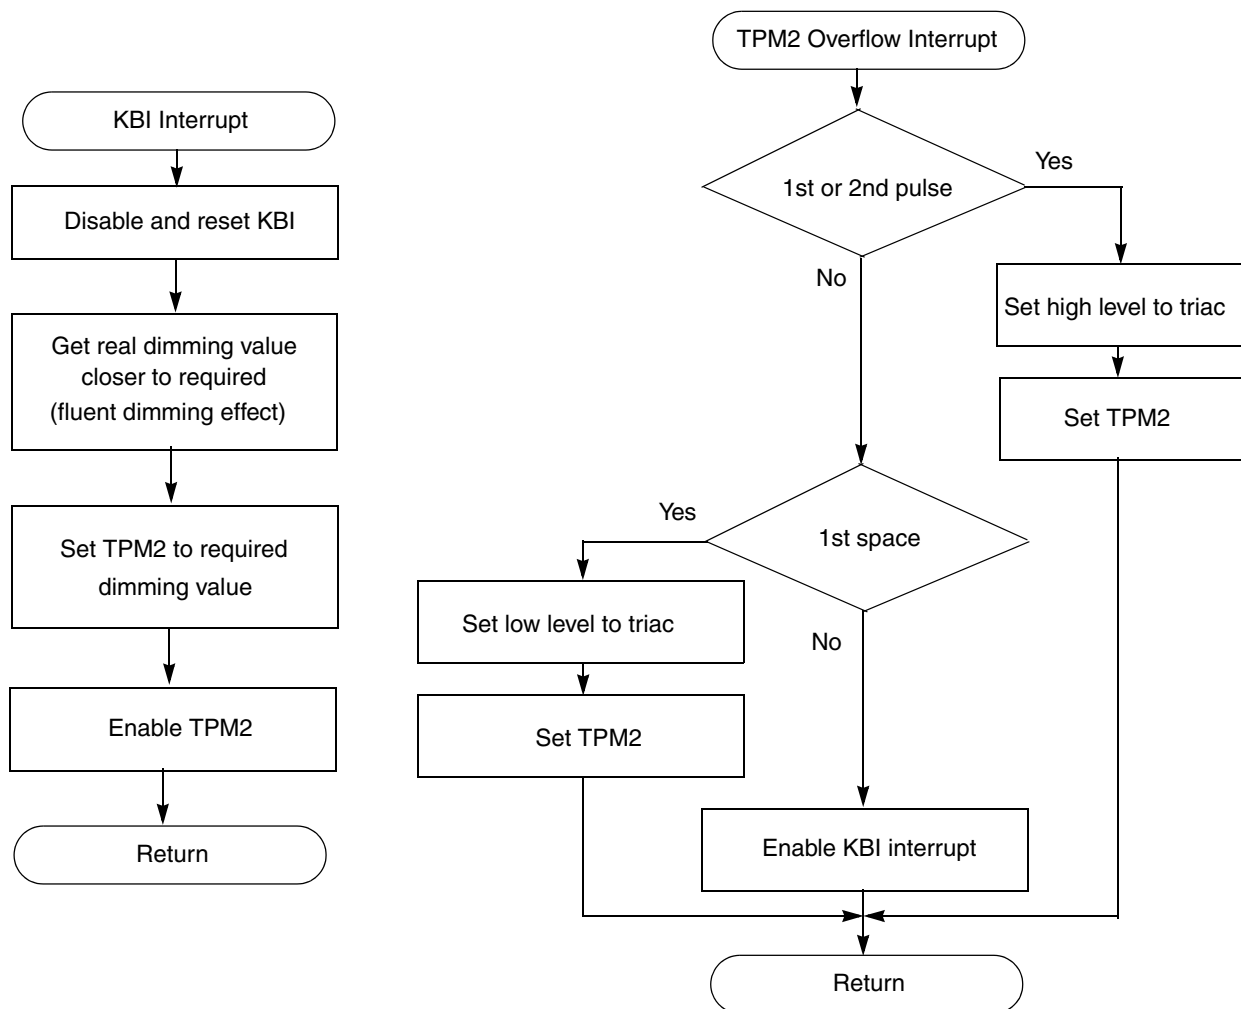 KBI Interrupt
Disable and reset KBI
Get real dimming value
closer to required
(fluent dimming effect)
Set TPM2 to required
dimming value
Enable TPM2
Return
TPM2 Overflow Interrupt
1st or 2nd pulse
Yes
No
Set high level to triac
Set TPM2
1st space
Yes
No
Set low level to triac
Set TPM2
Enable KBI interrupt
Return